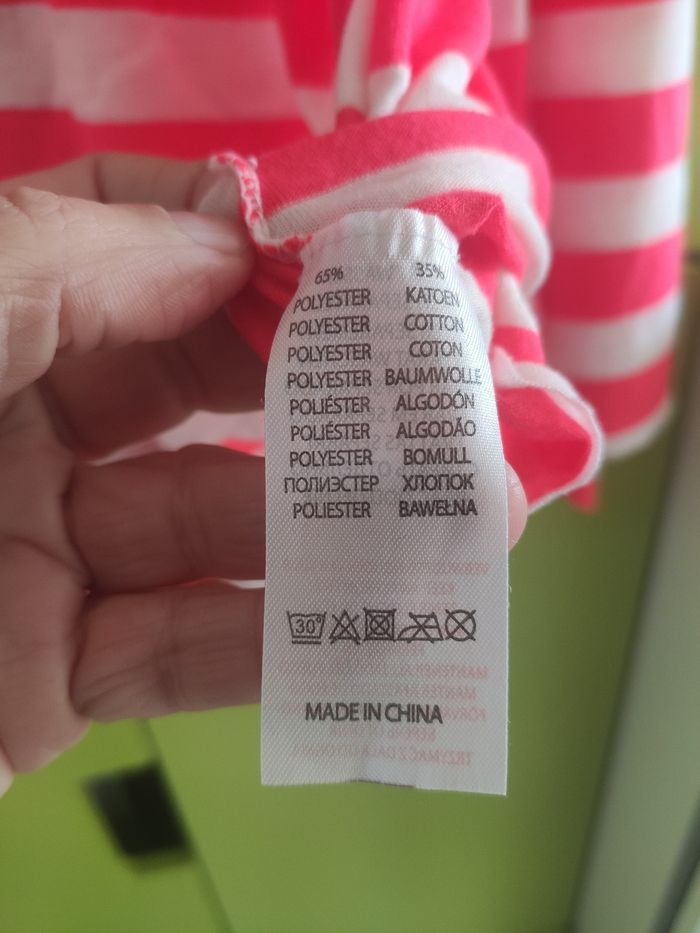 65% 35%
POLYESTER KATOEN
POLYESTER COTTON
POLYESTER COTON
POLYESTER BAUMWOLLE
POLIÉSTER ALGODÓN
POLIÉSTER ALGODÃO
POLYESTER BOMULL
ПОЛИЭСТЕР ХЛОПОК
POLIESTER BAWEŁNA
30°
MADE IN CHINA